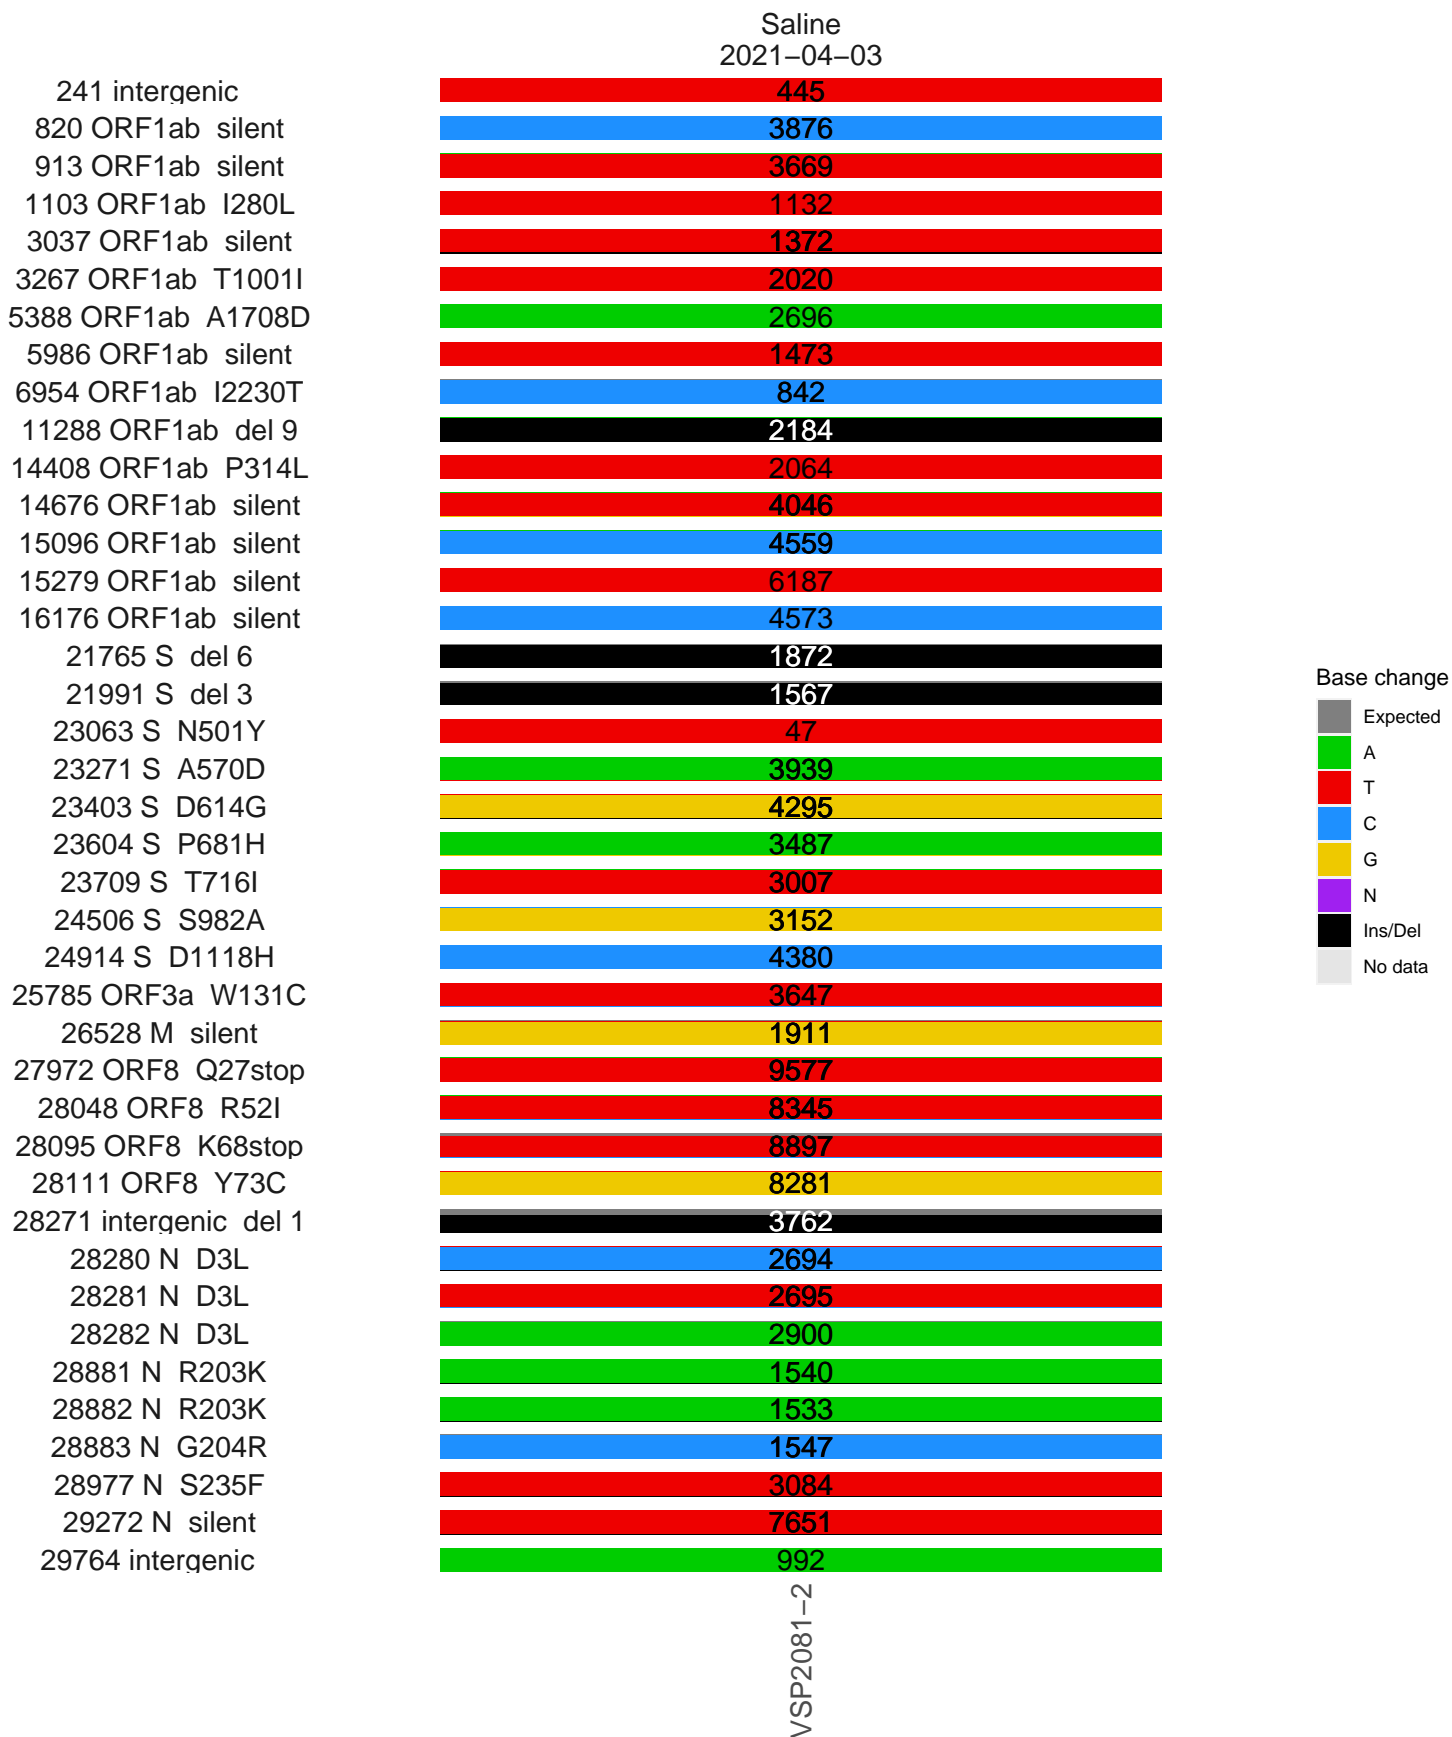 Saline
2021−04−03
241 intergenic 445
820 ORF1ab silent 3876
913 ORF1ab silent 3669
1103 ORF1ab I280L 1132
3037 ORF1ab silent 1372
3267 ORF1ab T1001I 2020
5388 ORF1ab A1708D 2696
5986 ORF1ab silent 1473
6954 ORF1ab I2230T 842
11288 ORF1ab del 9 2184
14408 ORF1ab P314L 2064
14676 ORF1ab silent 4046
15096 ORF1ab silent 4559
15279 ORF1ab silent 6187
16176 ORF1ab silent 4573
21765 S del 6 1872
21991 S del 3 1567
23063 S N501Y 47
23271 S A570D 3939
23403 S D614G 4295
23604 S P681H 3487
23709 S T716I 3007
24506 S S982A 3152
24914 S D1118H 4380
25785 ORF3a W131C 3647
26528 M silent 1911
27972 ORF8 Q27stop 9577
28048 ORF8 R52I 8345
28095 ORF8 K68stop 8897
28111 ORF8 Y73C 8281
28271 intergenic del 1 3762
28280 N D3L 2694
28281 N D3L 2695
28282 N D3L 2900
28881 N R203K 1540
28882 N R203K 1533
28883 N G204R 1547
28977 N S235F 3084
29272 N silent 7651
29764 intergenic 992
VSP2081−2
Base change
Expected
A
T
C
G
N
Ins/Del
No data